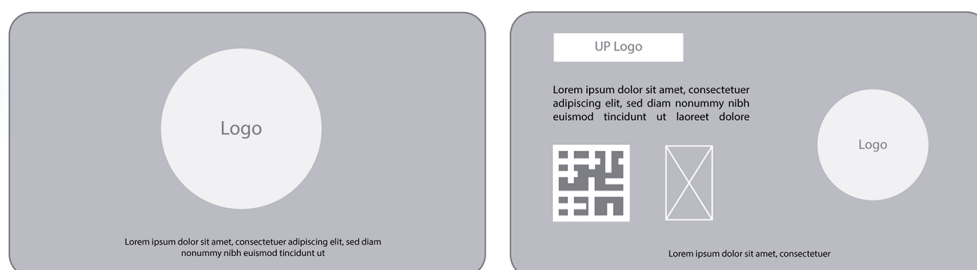 Logo
Lorem ipsum dolor sit amet, consectetuer adipiscing elit, sed diam
nonummy nibh euismod tincidunt ut
UP Logo
Lorem ipsum dolor sit amet, consectetuer
adipiscing elit, sed diam nonummy nibh
euismod tincidunt ut laoreet dolore
Logo
Lorem ipsum dolor sit amet, consectetuer